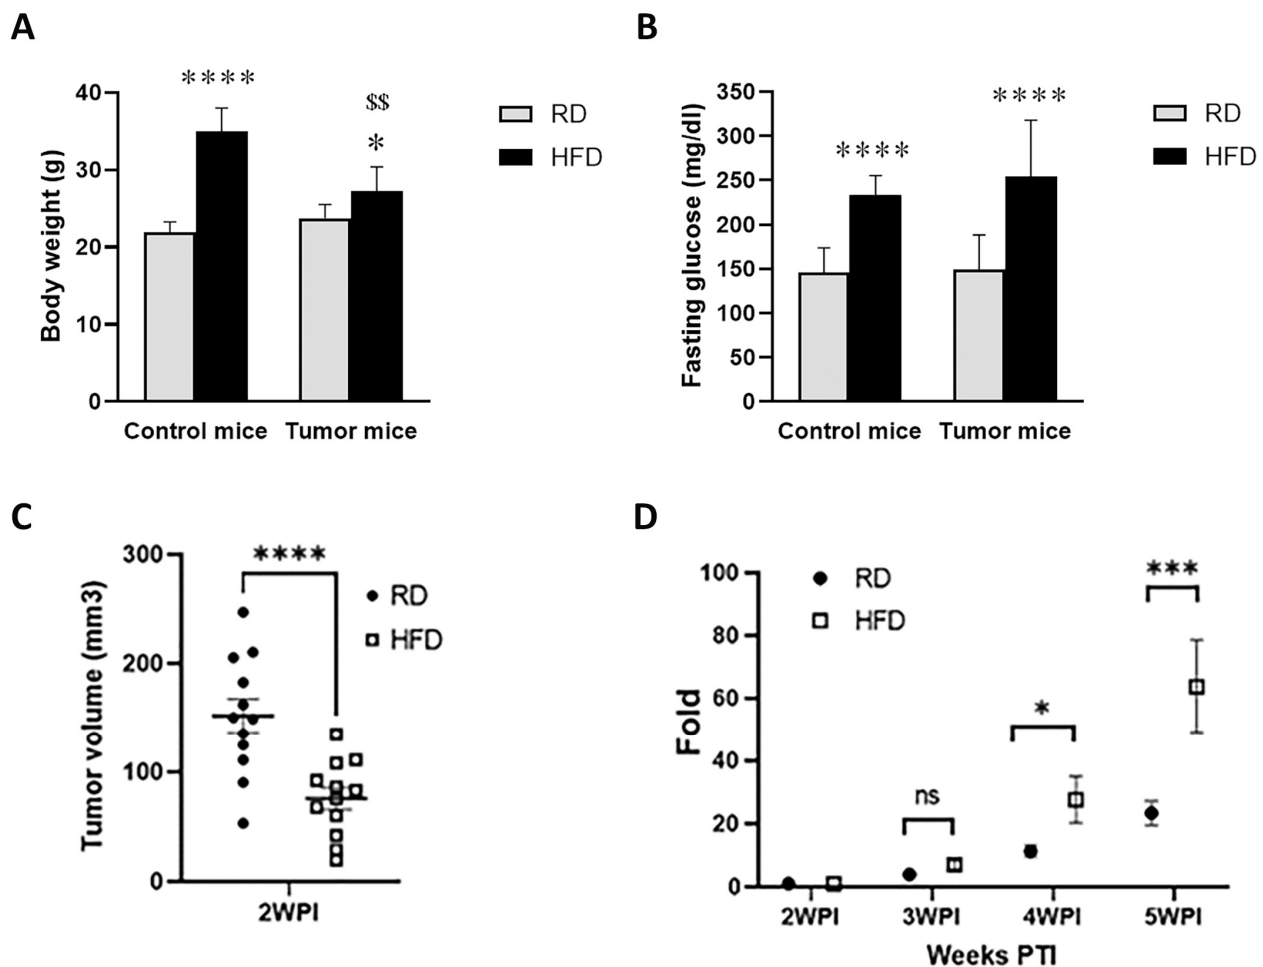 A
****
$$
*
RD
HFD
Body weight (g)
40
30
20
10
0
Control mice
Tumor mice
B
****
****
RD
HFD
Fasting glucose (mg/dl)
350
300
250
200
150
100
50
0
Control mice
Tumor mice
C
****
RD
HFD
Tumor volume (mm3)
300
200
100
0
2WPI
D
RD
HFD
***
*
ns
Fold
100
80
60
40
20
0
2WPI
3WPI
4WPI
5WPI
Weeks PTI